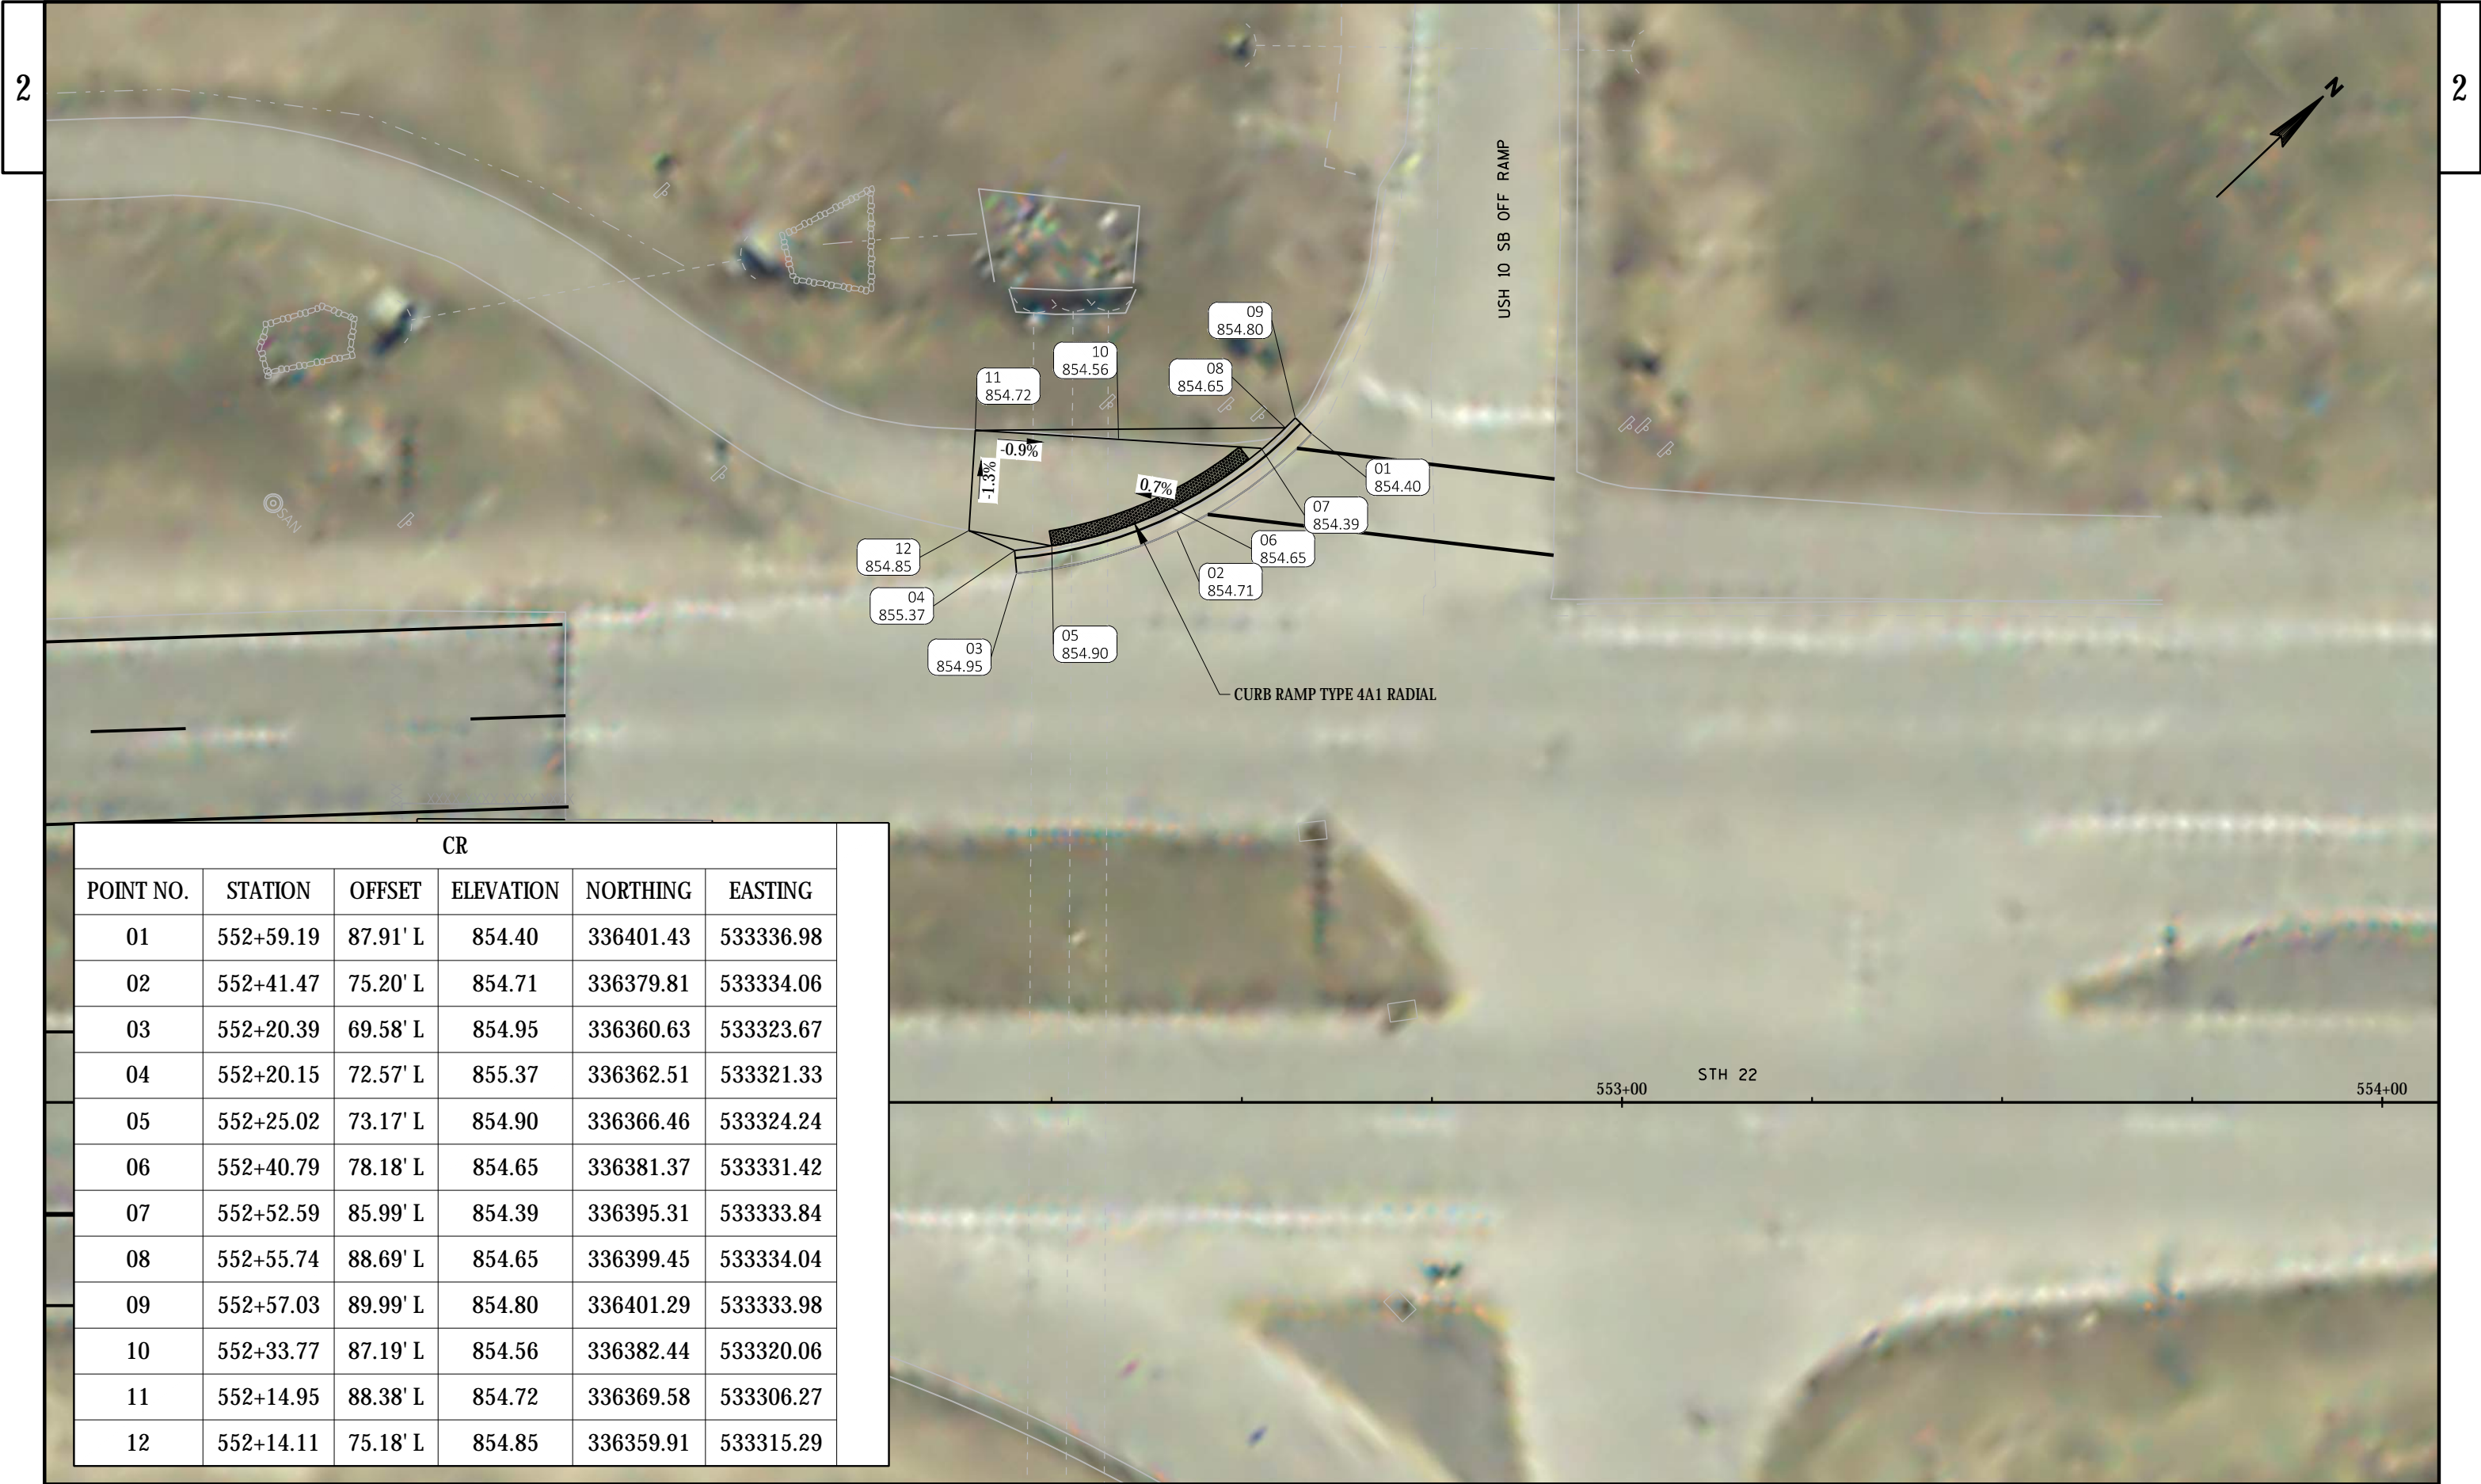 2
2
N
USH 10 SB OFF RAMP
09
854.80
10
854.56
08
854.65
11
854.72
-0.9%
-1.3%
0.7%
01
854.40
07
854.39
06
854.65
02
854.71
12
854.85
04
855.37
03
854.95
05
854.90
SAN
CURB RAMP TYPE 4A1 RADIAL
STH 22
553+00
554+00
CR
POINT NO. STATION OFFSET ELEVATION NORTHING EASTING
01 552+59.19 87.91' L 854.40 336401.43 533336.98
02 552+41.47 75.20' L 854.71 336379.81 533334.06
03 552+20.39 69.58' L 854.95 336360.63 533323.67
04 552+20.15 72.57' L 855.37 336362.51 533321.33
05 552+25.02 73.17' L 854.90 336366.46 533324.24
06 552+40.79 78.18' L 854.65 336381.37 533331.42
07 552+52.59 85.99' L 854.39 336395.31 533333.84
08 552+55.74 88.69' L 854.65 336399.45 533334.04
09 552+57.03 89.99' L 854.80 336401.29 533333.98
10 552+33.77 87.19' L 854.56 336382.44 533320.06
11 552+14.95 88.38' L 854.72 336369.58 533306.27
12 552+14.11 75.18' L 854.85 336359.91 533315.29